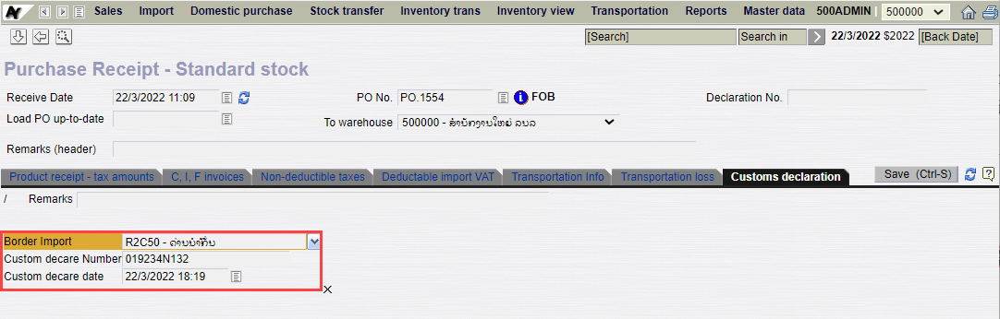 Sales Import Domestic purchase Stock transfer Inventory trans Inventory view Transportation Reports Master data 500ADMIN 500000
[Search] Search in 22/3/2022 $2022 [Back Date]
Purchase Receipt - Standard stock
Receive Date 22/3/2022 11:09 PO No. PO.1554 FOB Declaration No.
Load PO up-to-date To warehouse 500000 - ສຳນັກງານໃຫຍ່ ລບລ
Remarks (header)
Product receipt - tax amounts C, I, F invoices Non-deductible taxes Deductable import VAT Transportation Info Transportation loss Customs declaration Save (Ctrl-S)
/ Remarks
Border Import R2C50 - ດ່ານບໍ່າກື່ນ
Custom decare Number 019234N132
Custom decare date 22/3/2022 18:19